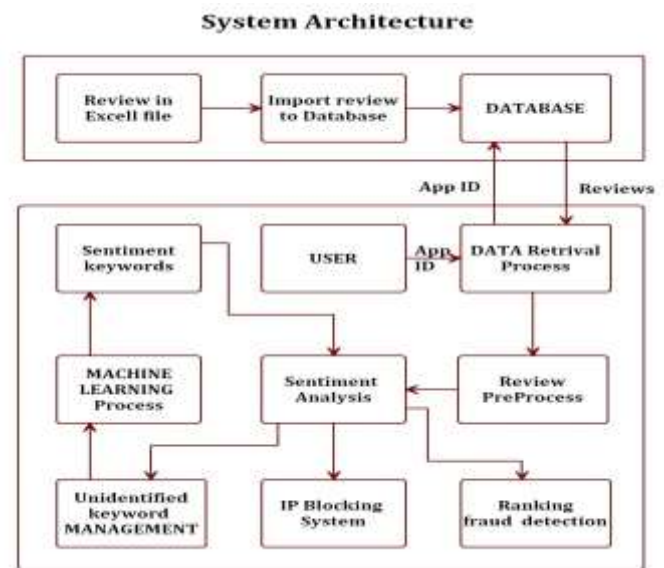 System Architecture
Review in
Excell file
Import review
to Database
DATABASE
App ID
Reviews
Sentiment
keywords
USER
App
ID
DATA Retrival
Process
MACHINE
LEARNING
Process
Sentiment
Analysis
Review
PreProcess
Unidentified
keyword
MANAGEMENT
IP Blocking
System
Ranking
fraud detection